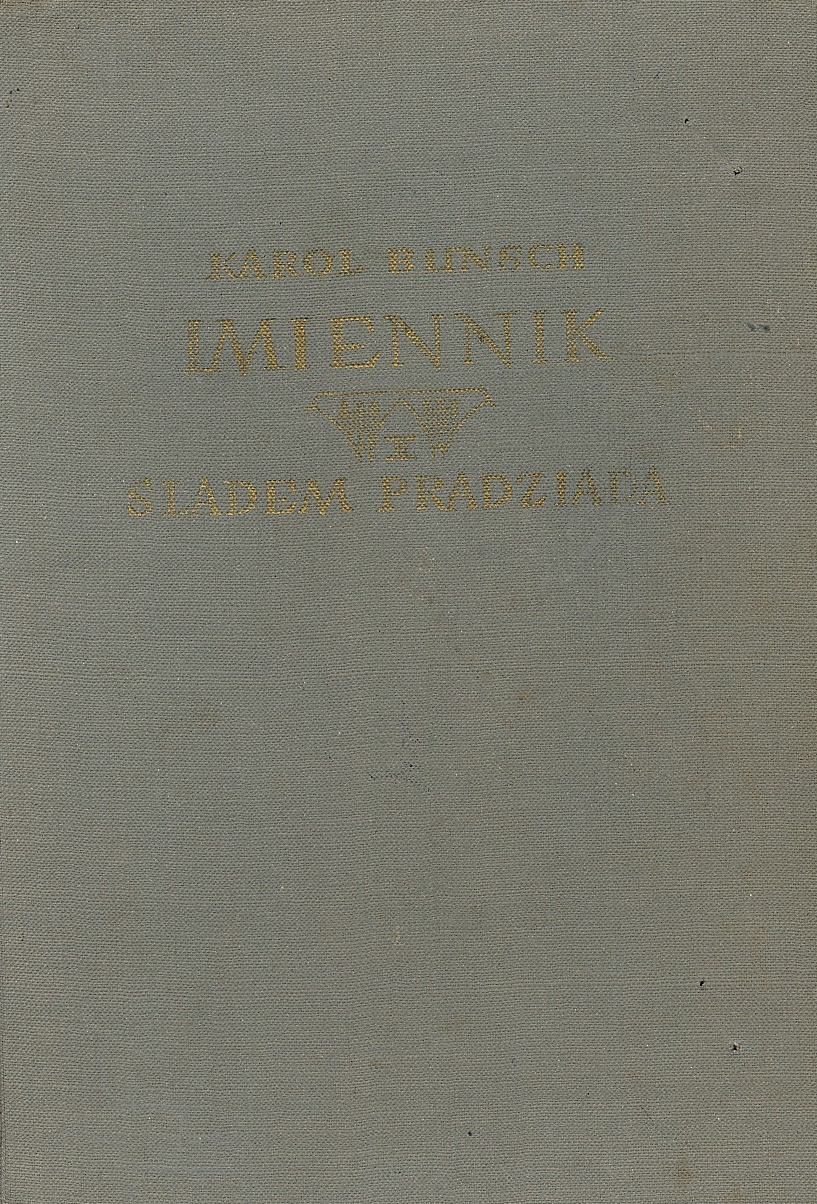 KAROL BUNSCH
IMIENNIK
I
ŚLADEM PRADZIADA